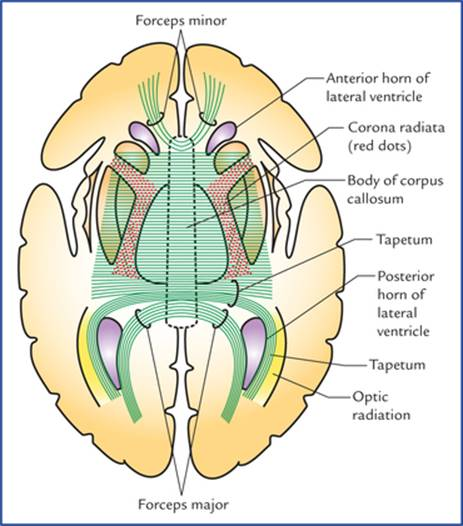 Forceps minor
Anterior horn of
lateral ventricle
Corona radiata
(red dots)
Body of corpus
callosum
Tapetum
Posterior
horn of
lateral
ventricle
Tapetum
Optic
radiation
Forceps major